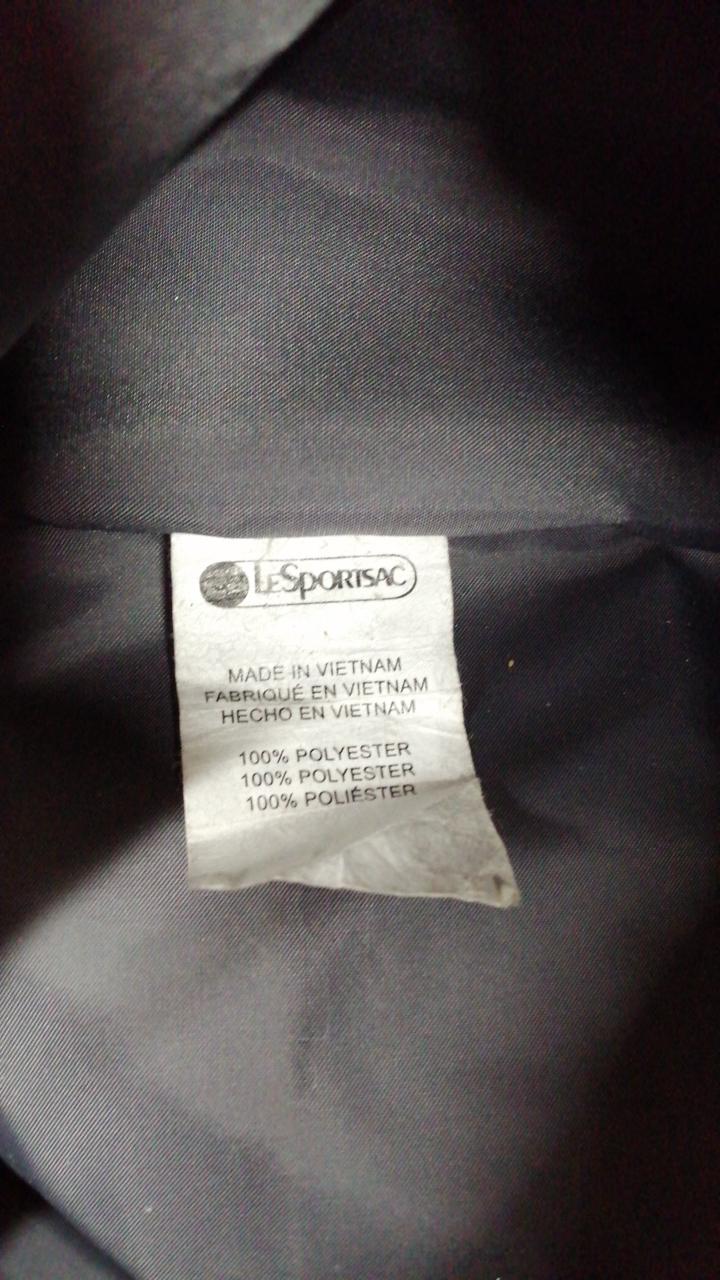 LESPORTSAC
MADE IN VIETNAM
FABRIQUÉ EN VIETNAM
HECHO EN VIETNAM
100% POLYESTER
100% POLYESTER
100% POLIÉSTER